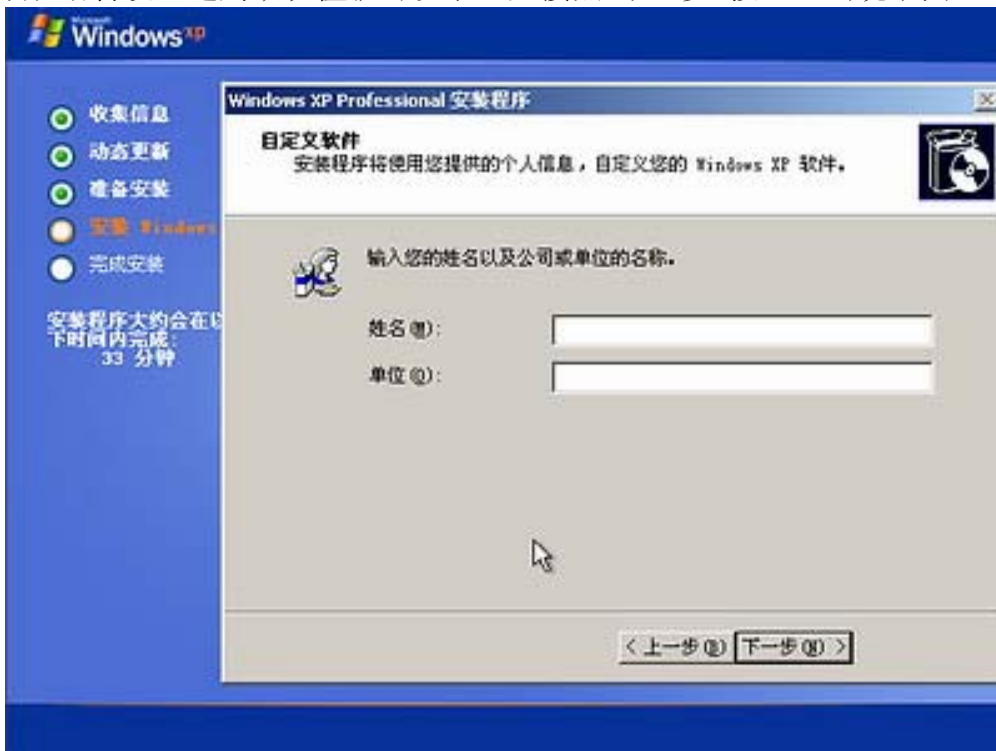 Microsoft
Windows xp
收集信息
动态更新
准备安装
安装 Windows
完成安装
安装程序大约会在以
下时间内完成:
33 分钟
Windows XP Professional 安装程序
自定义软件
安装程序将使用您提供的个人信息，自定义您的 Windows XP 软件。
输入您的姓名以及公司或单位的名称。
姓名(M):
单位(O):
< 上一步(B)
下一步(N) >